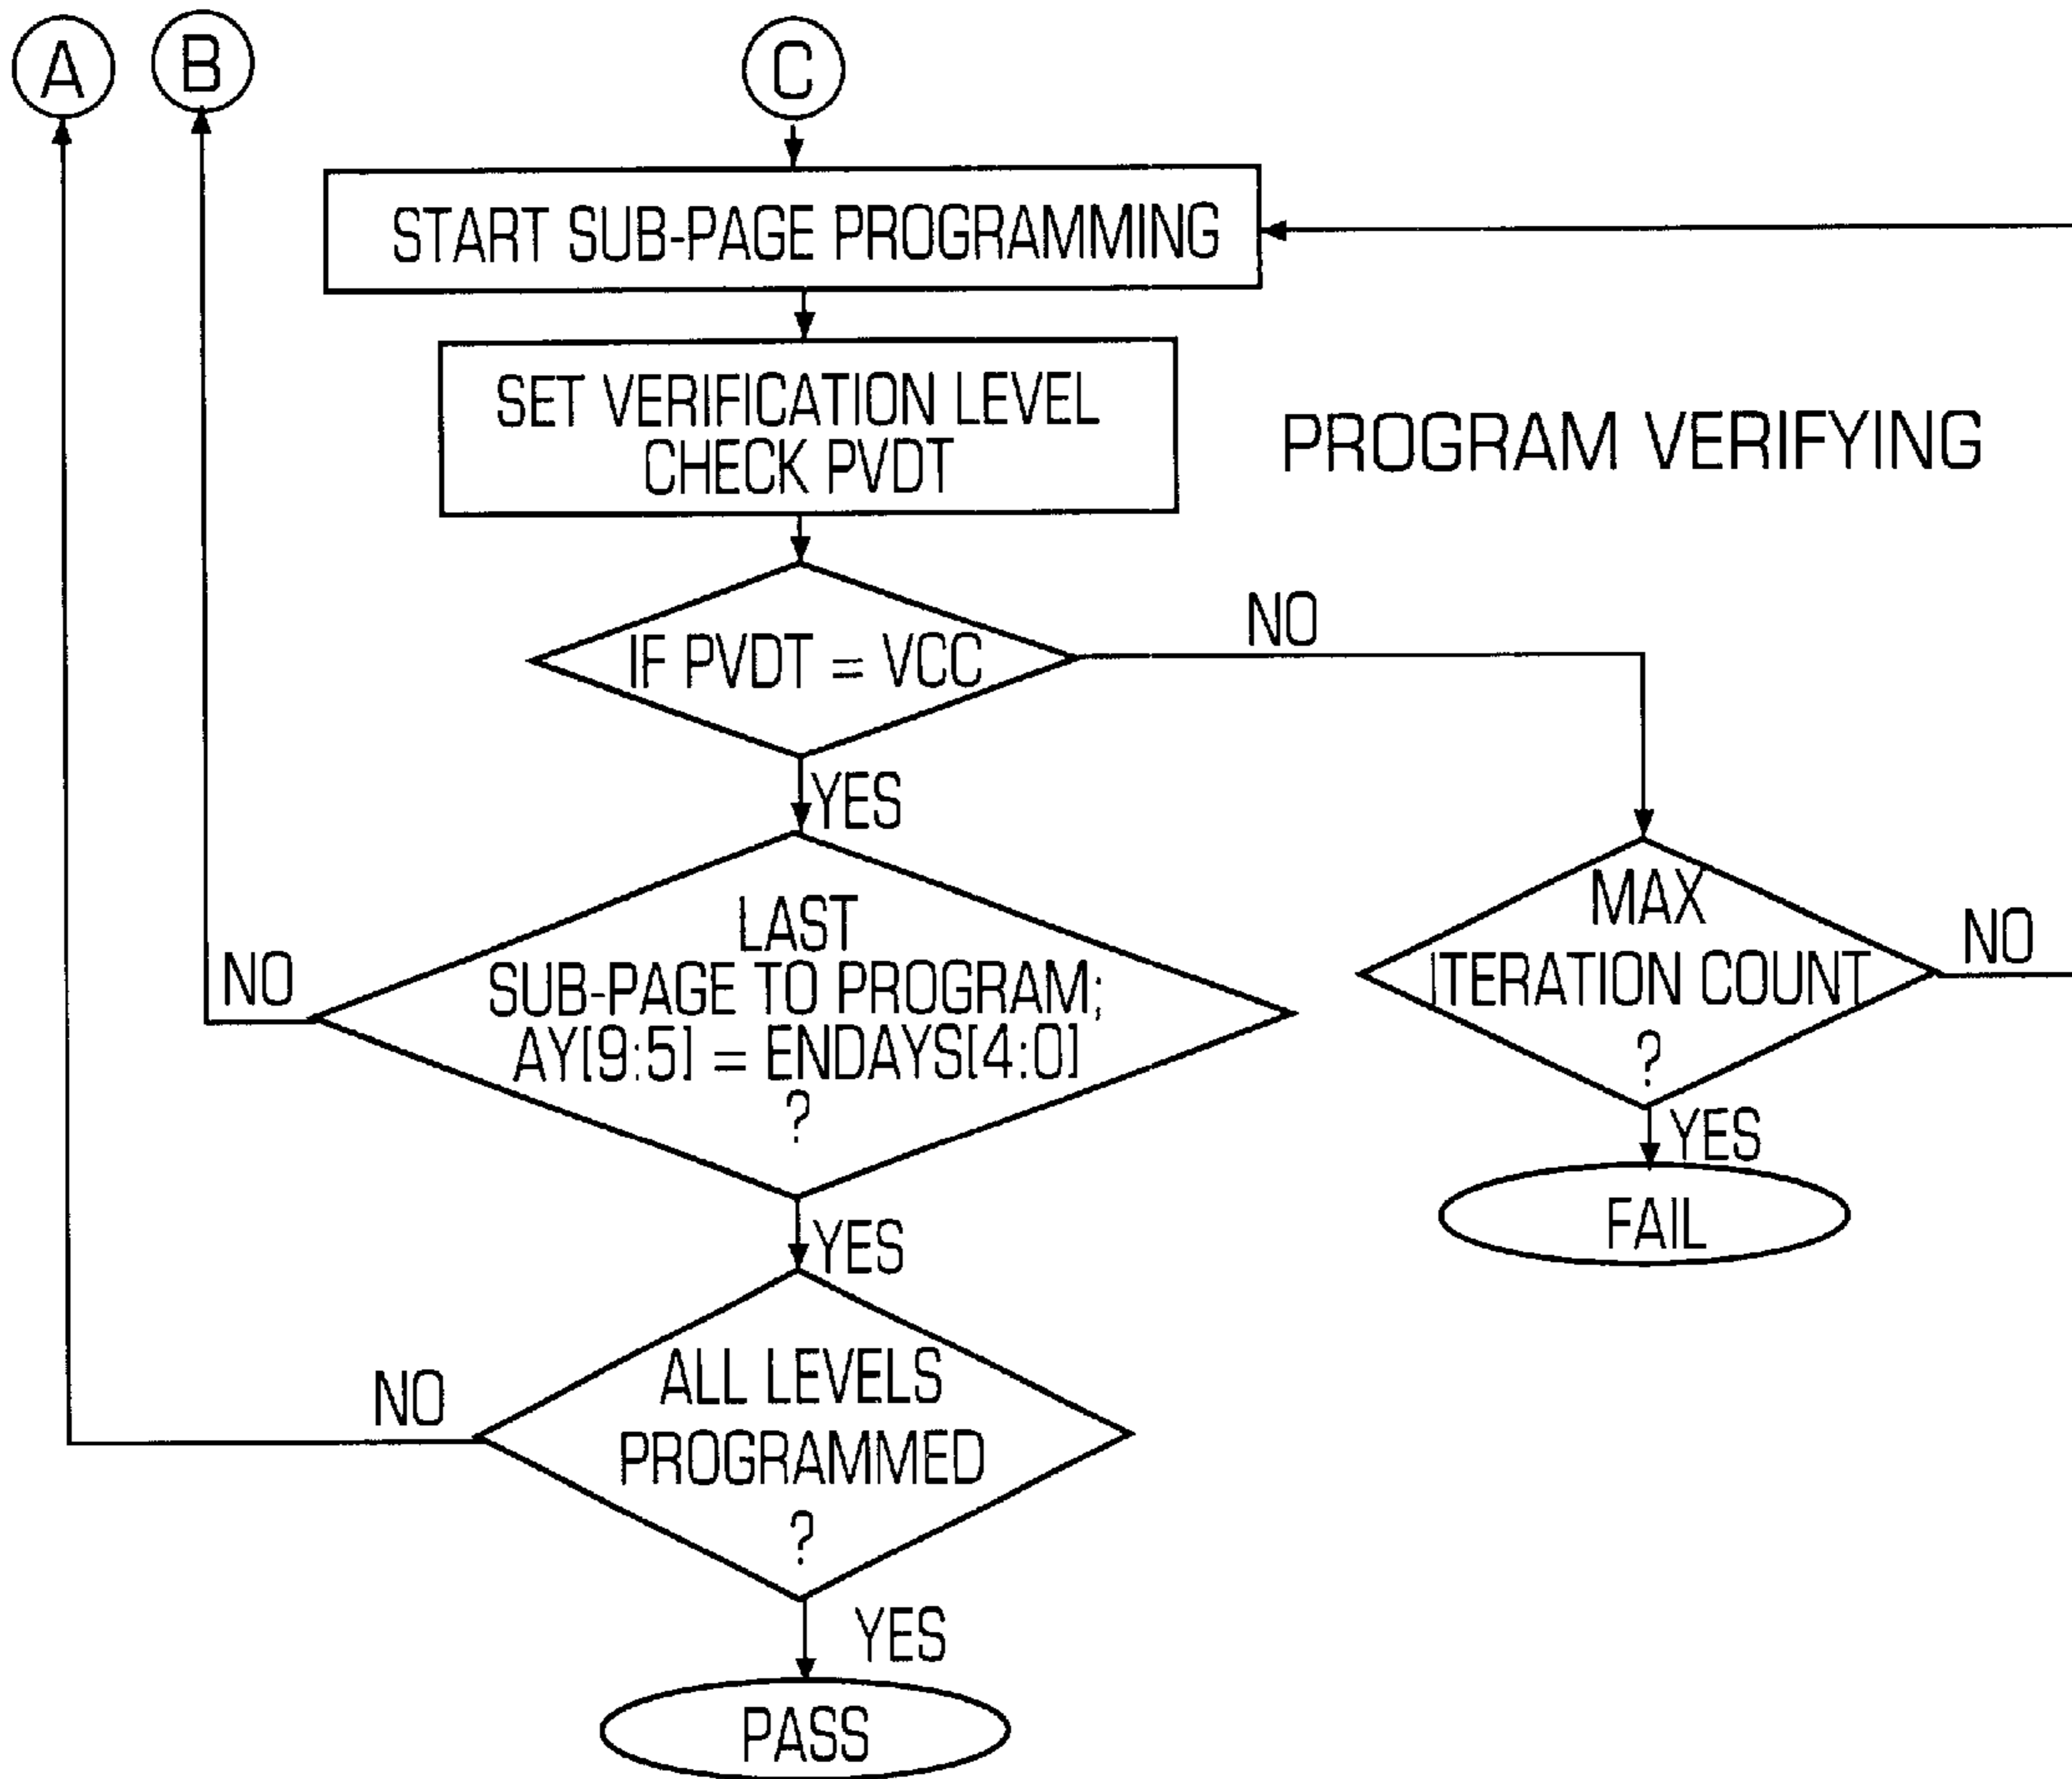 A
B
C
START SUB-PAGE PROGRAMMING
SET VERIFICATION LEVEL
CHECK PVDT
PROGRAM VERIFYING
IF PVDT = VCC
NO
YES
LAST
SUB-PAGE TO PROGRAM;
AY[9:5] = ENDAYS[4:0]
?
NO
MAX
ITERATION COUNT
?
NO
YES
FAIL
YES
ALL LEVELS
PROGRAMMED
?
NO
YES
PASS